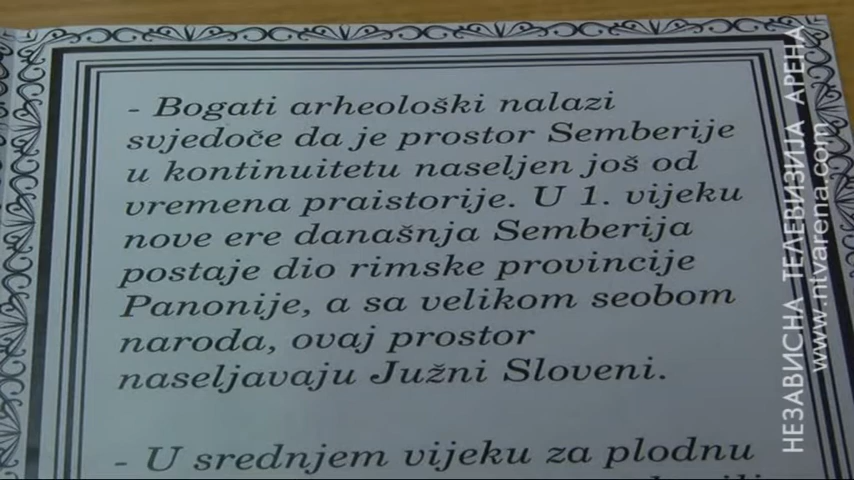 - Bogati arheološki nalazi
svjedoče da je prostor Semberije
u kontinuitetu naseljen još od
vremena praistorije. U 1. vijeku
nove ere današnja Semberija
postaje dio rimske provincije
Panonije, a sa velikom seobom
naroda, ovaj prostor
naseljavaju Južni Sloveni.
- U srednjem vijeku za plodnu
НЕЗАВИСНА ТЕЛЕВИЗИЈА АРЕНА
www.ntvarena.com